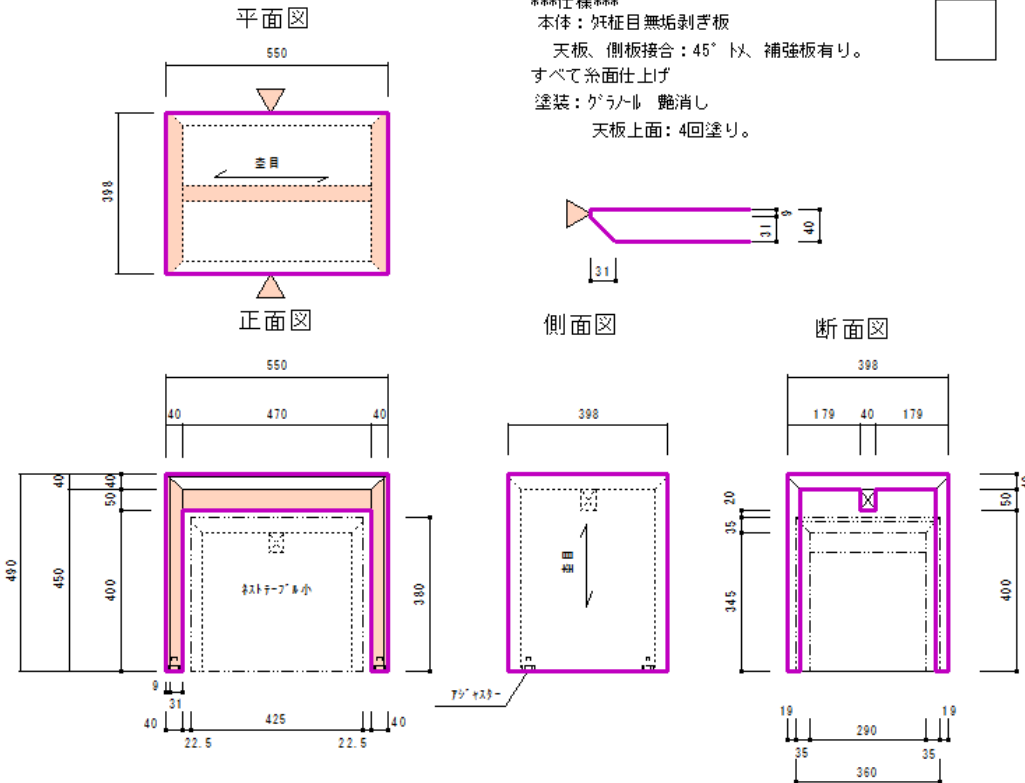 平面図
***仕様***
本体：タモ柾目無垢剥ぎ板
天板、側板接合：45°トメ、補強板有り。
すべて糸面仕上げ
塗装：グラノール 艶消し
天板上面：4回塗り。
550
398
杢目
9
31
40
31
正面図
側面図
断面図
550
40
470
40
398
398
179
40
179
40
40
50
490
450
400
380
ネストテーブル小
杢目
アジャスター
20
35
345
40
50
400
9
31
40
425
40
22.5
22.5
19
290
19
35
35
360